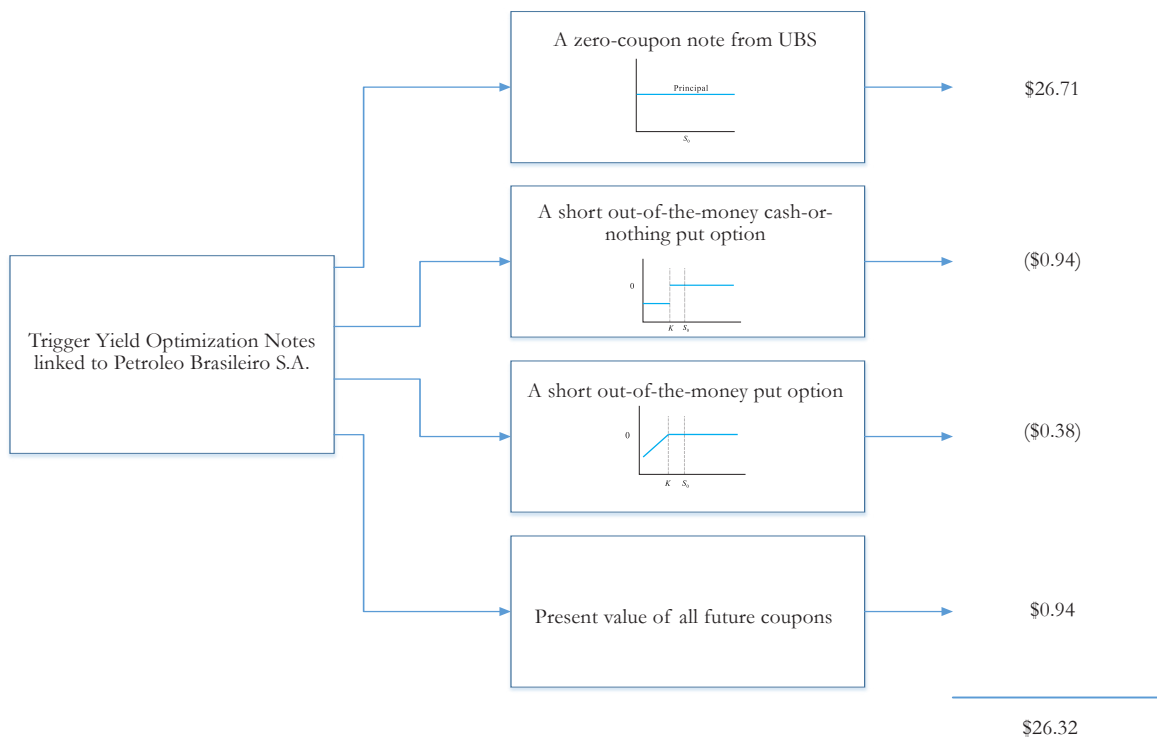 A zero-coupon note from UBS
Principal
S0
$26.71
A short out-of-the-money cash-or-
nothing put option
0
K
S0
($0.94)
Trigger Yield Optimization Notes
linked to Petroleo Brasileiro S.A.
A short out-of-the-money put option
0
K
S0
($0.38)
Present value of all future coupons
$0.94
$26.32